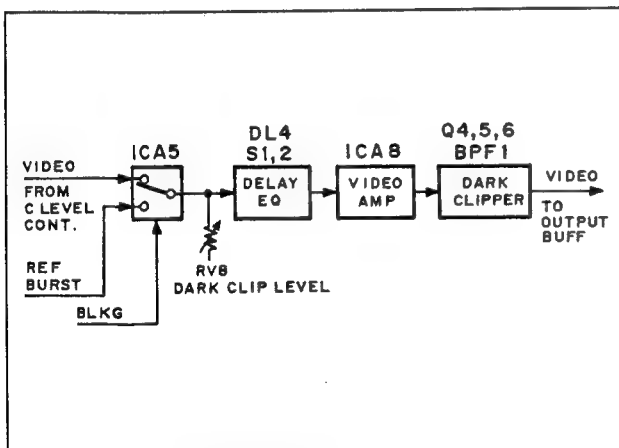 ICA5
DL4
S1,2
ICA8
Q4,5,6
BPF1
VIDEO
FROM
C LEVEL
CONT.
REF
BURST
BLKG
RV8
DARK CLIP LEVEL
DELAY
EQ
VIDEO
AMP
DARK
CLIPPER
VIDEO
TO
OUTPUT
BUFF